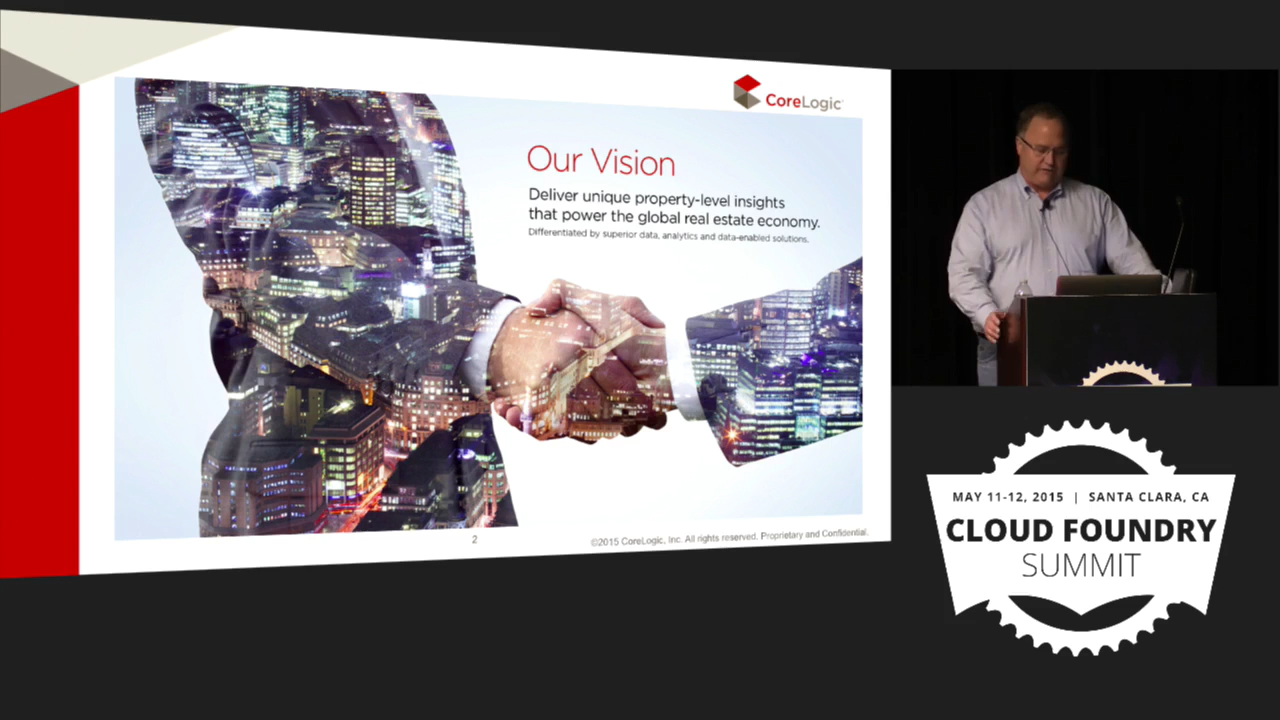 CoreLogic
Our Vision
Deliver unique property-level insights
that power the global real estate economy.
Differentiated by superior data, analytics and data-enabled solutions.
2
©2015 CoreLogic, Inc. All rights reserved. Proprietary and Confidential.
MAY 11-12, 2015 | SANTA CLARA, CA
CLOUD FOUNDRY
SUMMIT